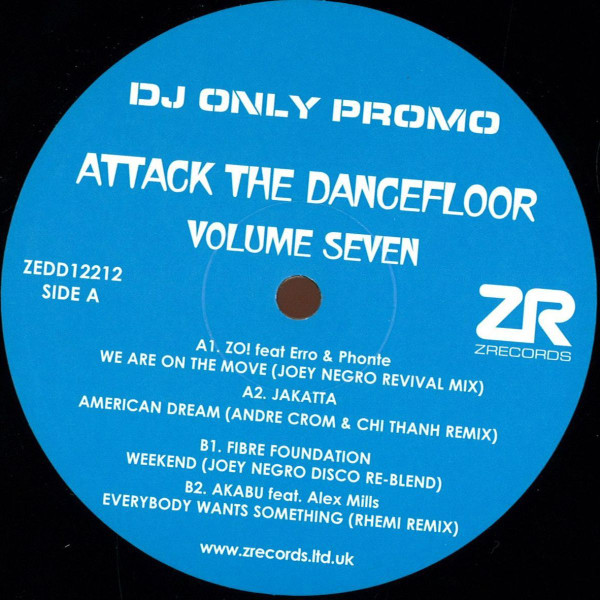 DJ ONLY PROMO
ATTACK THE DANCEFLOOR
VOLUME SEVEN
ZEDD12212
SIDE A
ZR
ZRECORDS
A1. ZO! feat Erro & Phonte
WE ARE ON THE MOVE (JOEY NEGRO REVIVAL MIX)
A2. JAKATTA
AMERICAN DREAM (ANDRE CROM & CHI THANH REMIX)
B1. FIBRE FOUNDATION
WEEKEND (JOEY NEGRO DISCO RE-BLEND)
B2. AKABU feat. Alex Mills
EVERYBODY WANTS SOMETHING (RHEMI REMIX)
www.zrecords.ltd.uk